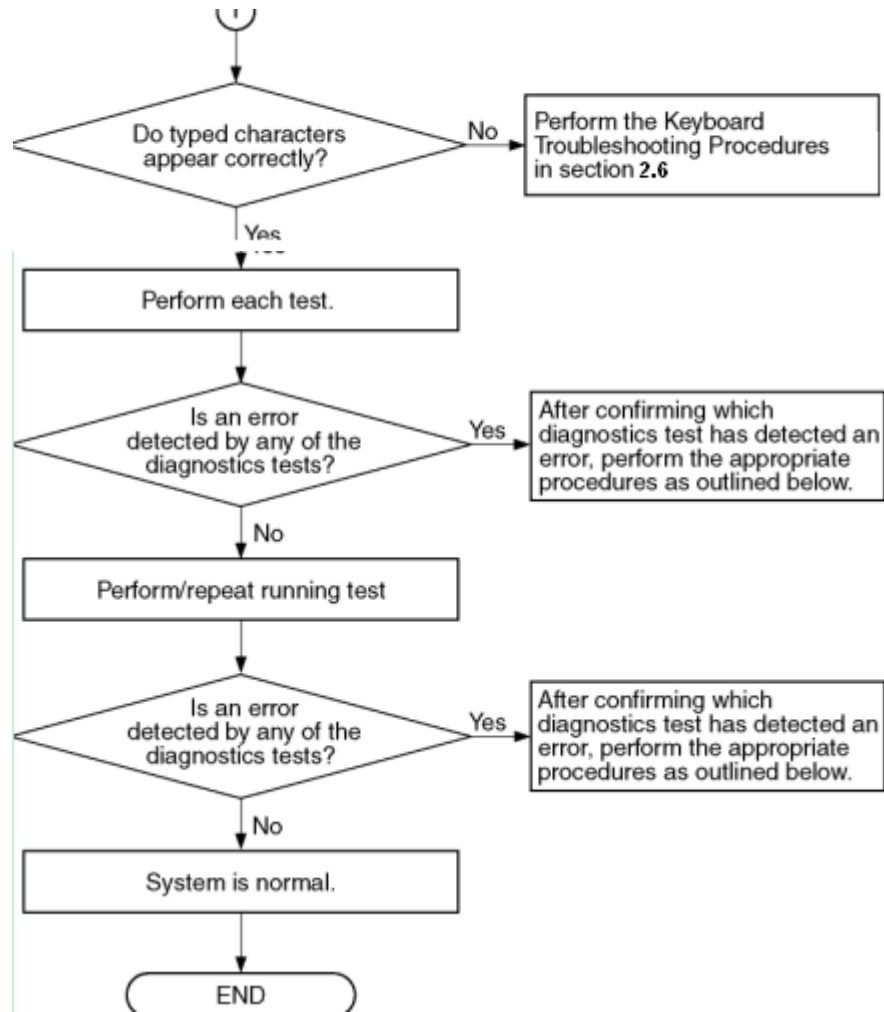 Do typed characters
appear correctly?
No
Perform the Keyboard
Troubleshooting Procedures
in section 2.6
Yes
Perform each test.
Is an error
detected by any of the
diagnostics tests?
Yes
After confirming which
diagnostics test has detected an
error, perform the appropriate
procedures as outlined below.
No
Perform/repeat running test
Is an error
detected by any of the
diagnostics tests?
Yes
After confirming which
diagnostics test has detected an
error, perform the appropriate
procedures as outlined below.
No
System is normal.
END